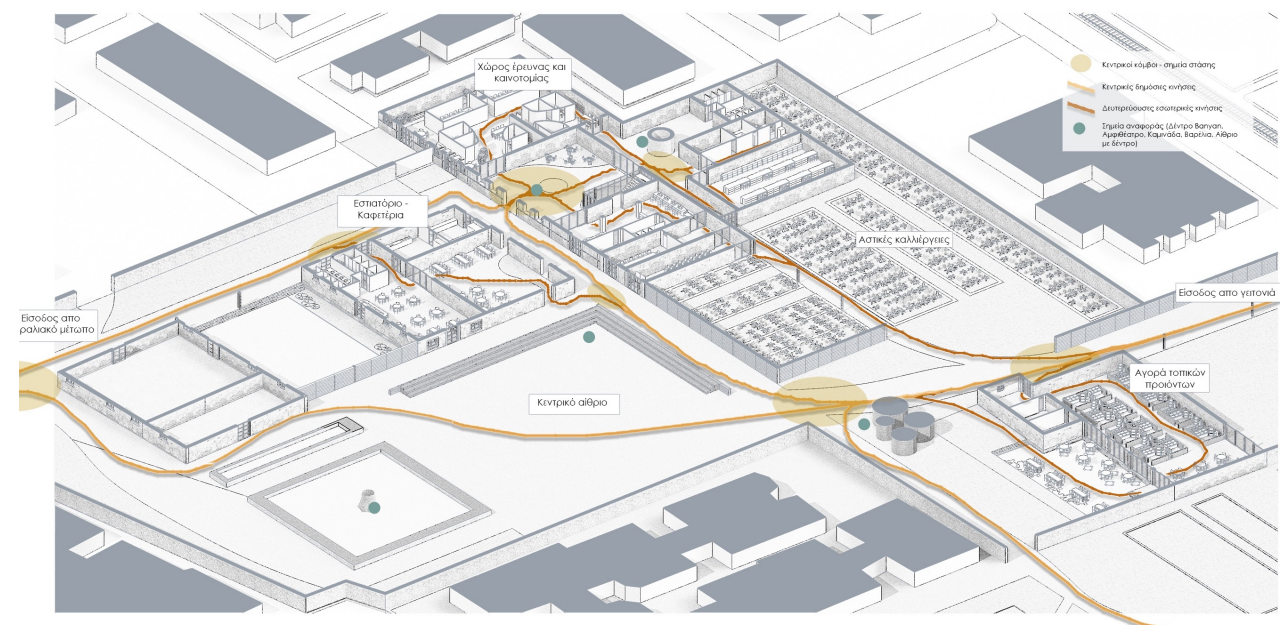 Χώρος έρευνας και
καινοτομίας
Κεντρικοί κόμβοι - σημεία στάσης
Κεντρικές δημόσιες κινήσεις
Δευτερεύουσες εσωτερικές κινήσεις
Σημεία αναφοράς (Δέντρο Banyan,
Αμφιθέατρο, Καμινάδα, Βαρέλια, Αίθριο
με δέντρο)
Εστιατόριο -
Καφετέρια
Αστικές καλλιέργειες
Είσοδος απο γειτονιά
Είσοδος απο
ραλιακό μέτωπο
Αγορά τοπικών
προιόντων
Κεντρικό αίθριο